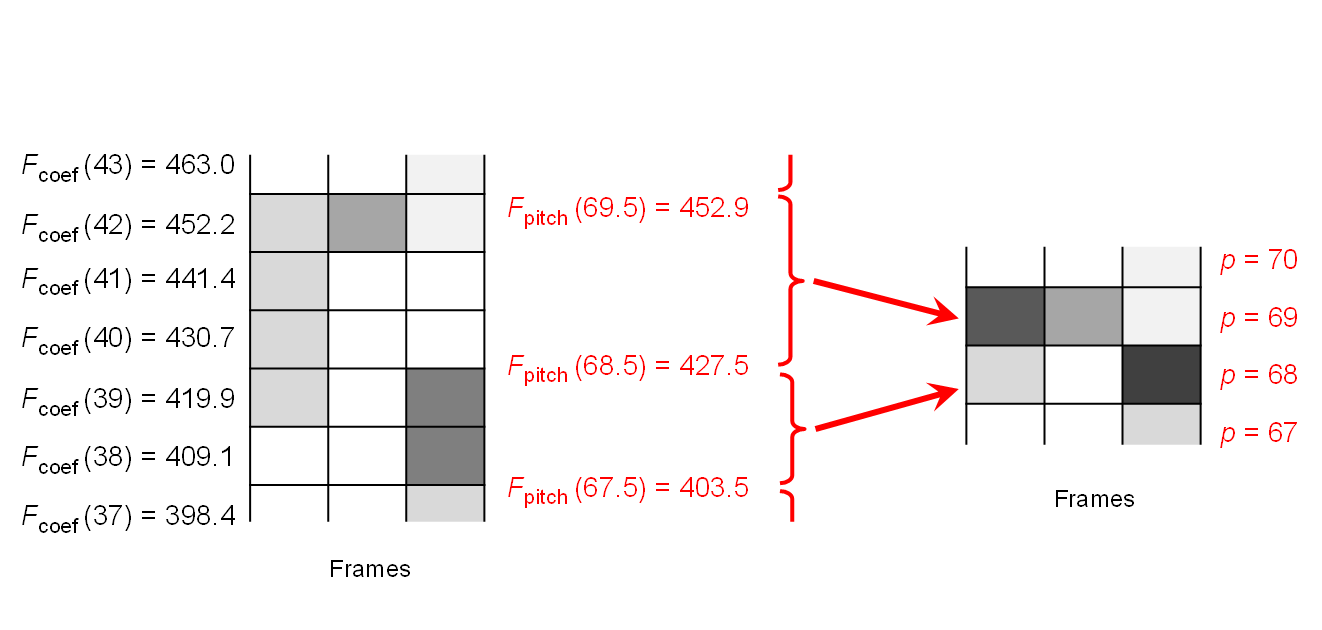 F_coef (43) = 463.0
F_coef (42) = 452.2
F_coef (41) = 441.4
F_coef (40) = 430.7
F_coef (39) = 419.9
F_coef (38) = 409.1
F_coef (37) = 398.4
Frames
F_pitch (69.5) = 452.9
F_pitch (68.5) = 427.5
F_pitch (67.5) = 403.5
p = 70
p = 69
p = 68
p = 67
Frames